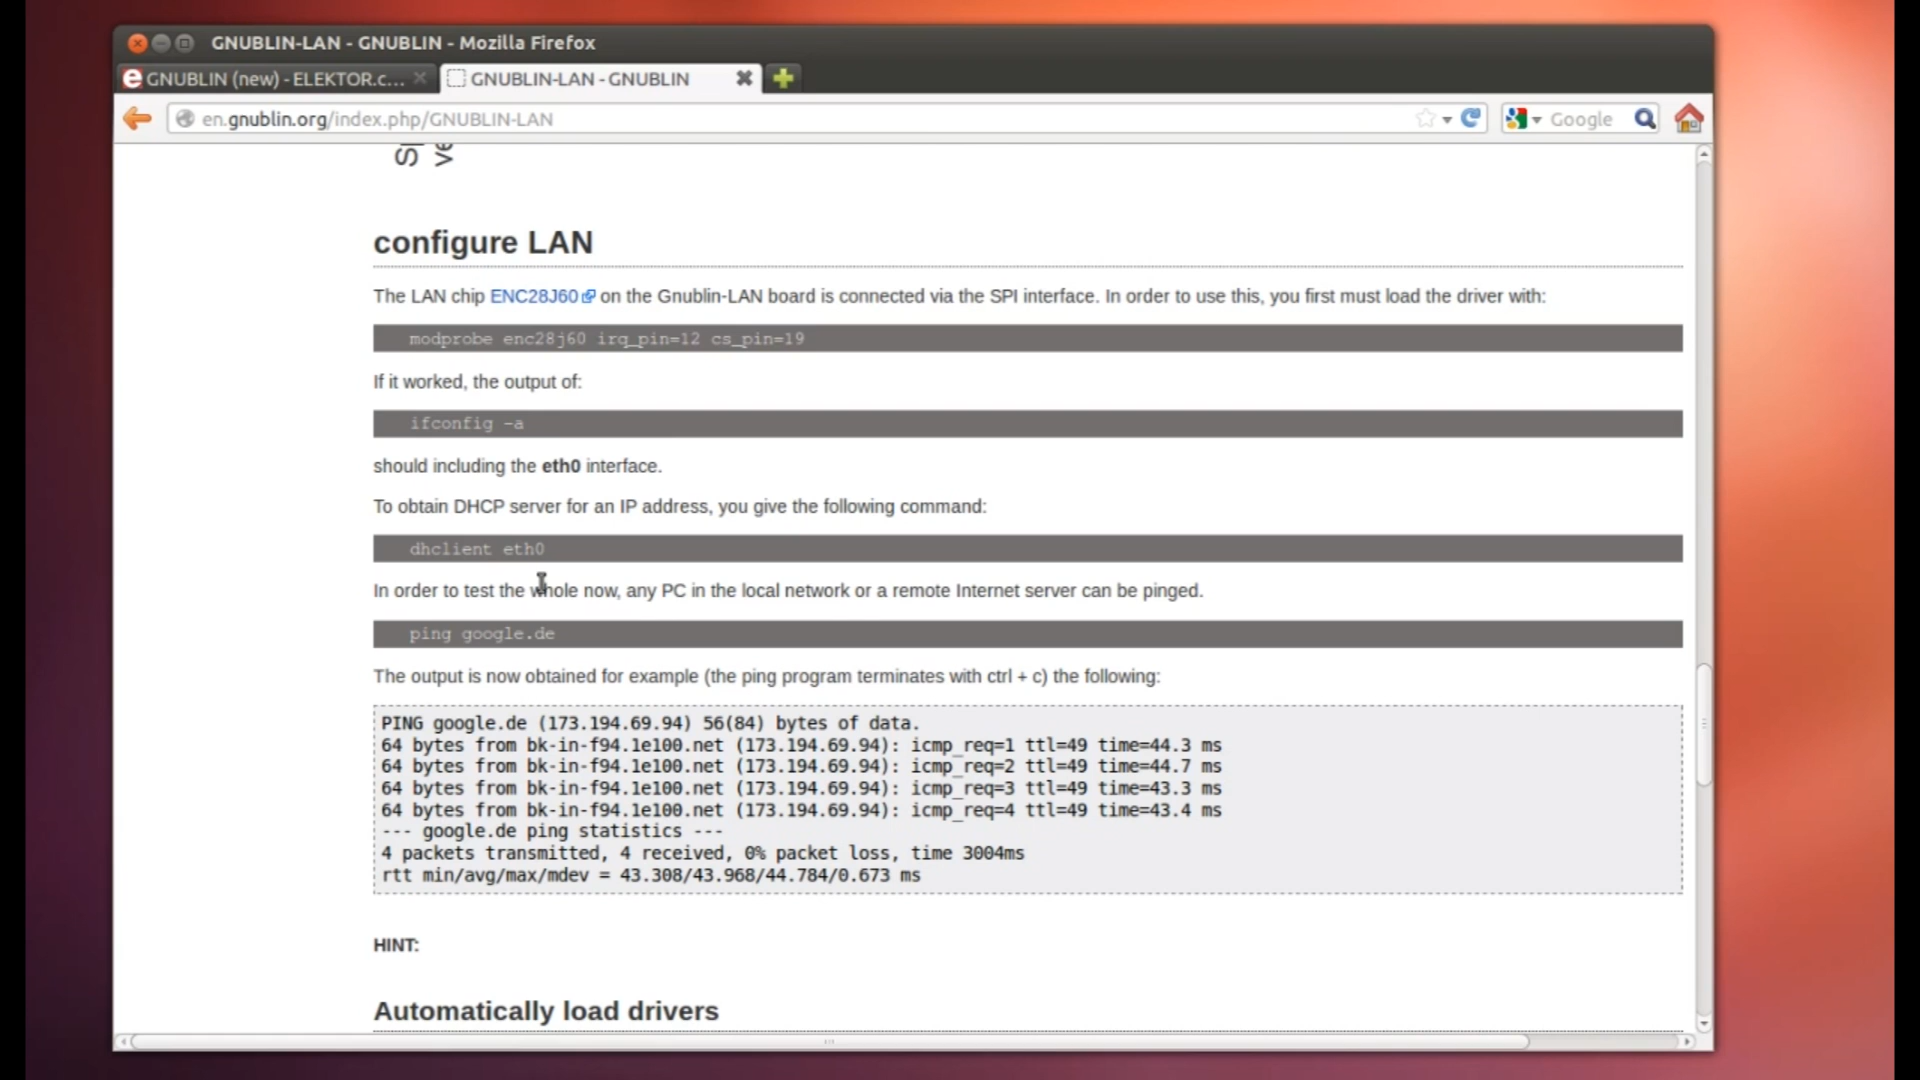 GNUBLIN-LAN - GNUBLIN - Mozilla Firefox
GNUBLIN (new) - ELEKTOR.c...
GNUBLIN-LAN - GNUBLIN
en.gnublin.org/index.php/GNUBLIN-LAN
Google
configure LAN
The LAN chip ENC28J60 on the Gnublin-LAN board is connected via the SPI interface. In order to use this, you first must load the driver with:
modprobe enc28j60 irq_pin=12 cs_pin=19
If it worked, the output of:
ifconfig -a
should including the eth0 interface.
To obtain DHCP server for an IP address, you give the following command:
dhclient eth0
In order to test the whole now, any PC in the local network or a remote Internet server can be pinged.
ping google.de
The output is now obtained for example (the ping program terminates with ctrl + c) the following:
PING google.de (173.194.69.94) 56(84) bytes of data.
64 bytes from bk-in-f94.1e100.net (173.194.69.94): icmp_req=1 ttl=49 time=44.3 ms
64 bytes from bk-in-f94.1e100.net (173.194.69.94): icmp_req=2 ttl=49 time=44.7 ms
64 bytes from bk-in-f94.1e100.net (173.194.69.94): icmp_req=3 ttl=49 time=43.3 ms
64 bytes from bk-in-f94.1e100.net (173.194.69.94): icmp_req=4 ttl=49 time=43.4 ms
--- google.de ping statistics ---
4 packets transmitted, 4 received, 0% packet loss, time 3004ms
rtt min/avg/max/mdev = 43.308/43.968/44.784/0.673 ms
HINT:
Automatically load drivers